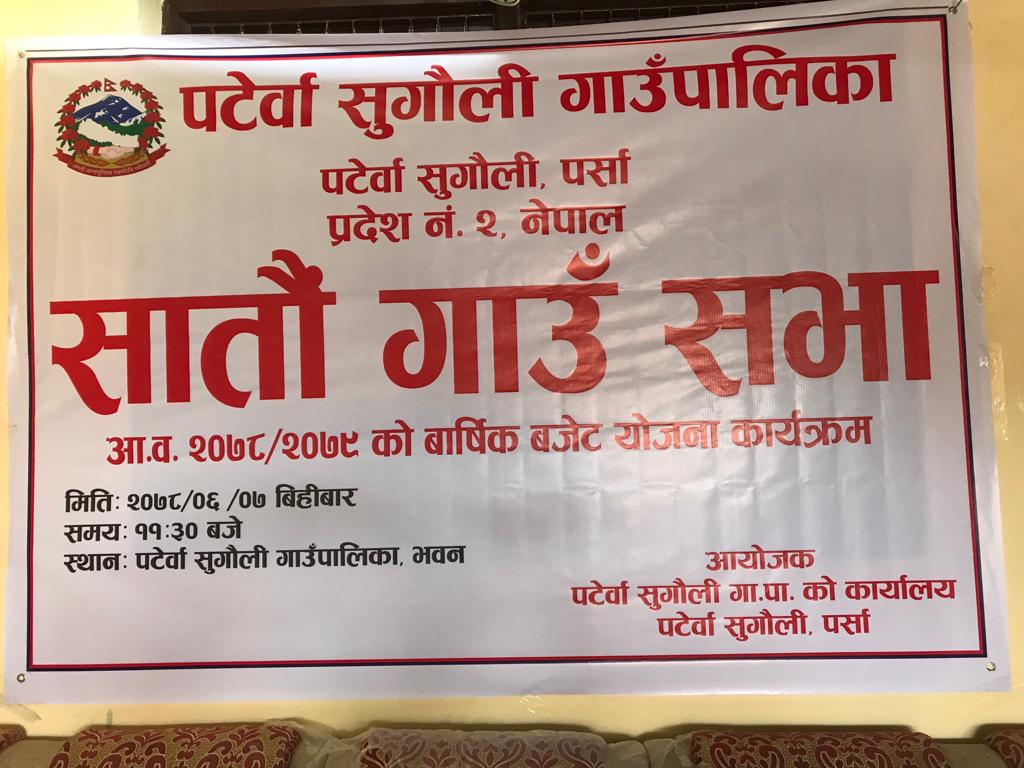 पटेर्वा सुगौली गाउँपालिका
पटेर्वा सुगौली, पर्सा
प्रदेश नं. २, नेपाल
सातौं गाउँ सभा
आ.व. २०७८/२०७९ को बार्षिक बजेट योजना कार्यक्रम
मितिः २०७८/०६ /०७ बिहीबार
समयः ११:३० बजे
स्थानः पटेर्वा सुगौली गाउँपालिका, भवन
आयोजक
पटेर्वा सुगौली गा.पा. को कार्यालय
पटेर्वा सुगौली, पर्सा